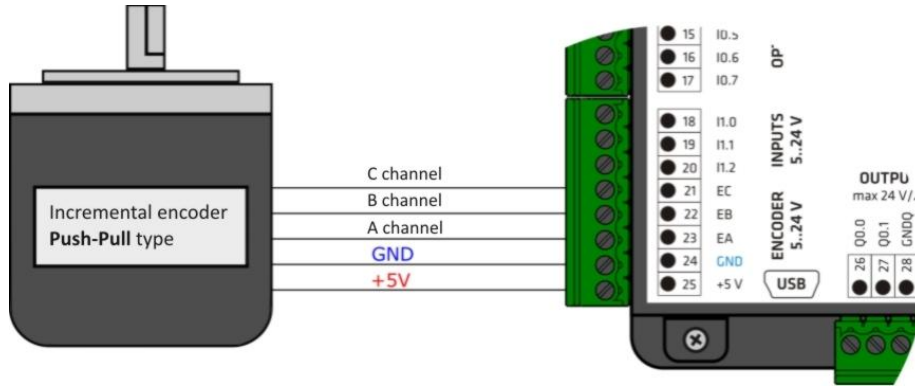 Incremental encoder
Push-Pull type
C channel
B channel
A channel
GND
+5V
15 I0.5
16 I0.6
17 I0.7
18 I1.0
19 I1.1
20 I1.2
21 EC
22 EB
23 EA
24 GND
25 +5 V
INPUTS
5..24 V
ENCODER
5..24 V
USB
max 24 V/
Q0.0
Q0.1
GNDQ
26
27
28